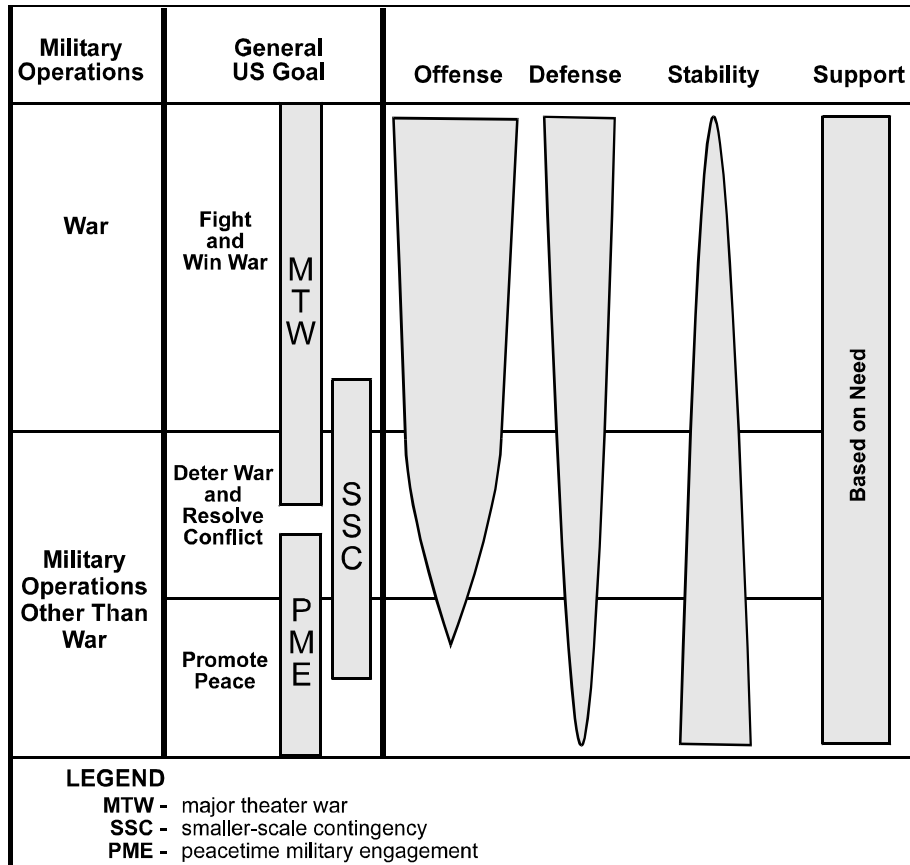 Military
Operations
General
US Goal
Offense
Defense
Stability
Support
War
Fight
and
Win War
M
T
W
Deter War
and
Resolve
Conflict
S
S
C
Based on Need
Military
Operations
Other Than
War
Promote
Peace
P
M
E
LEGEND
MTW - major theater war
SSC - smaller-scale contingency
PME - peacetime military engagement